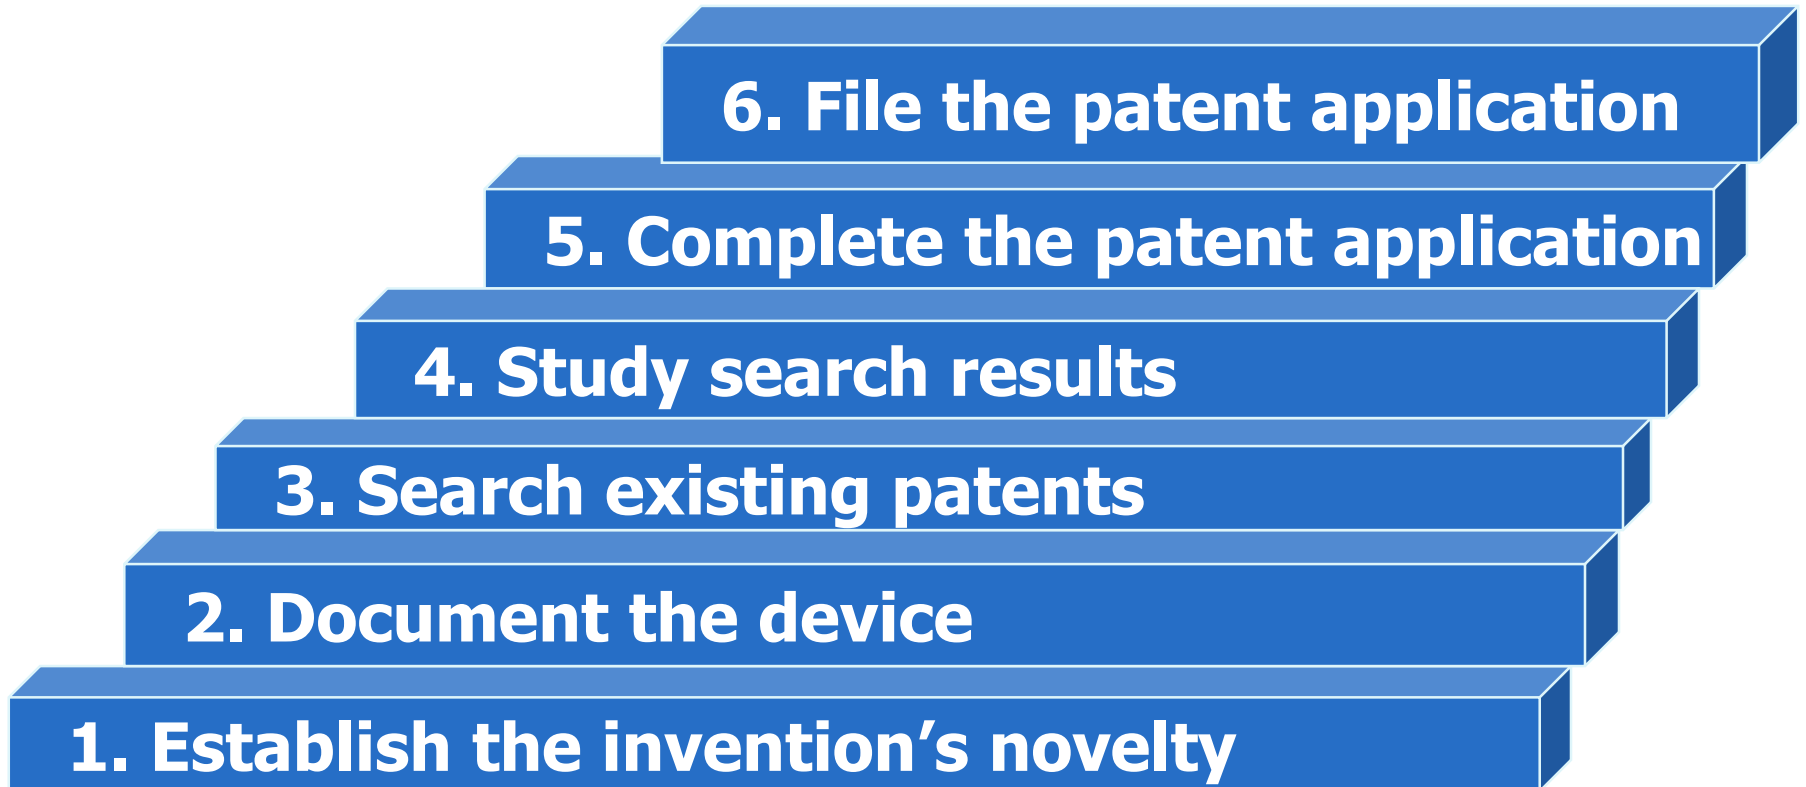 6. File the patent application
5. Complete the patent application
4. Study search results
3. Search existing patents
2. Document the device
1. Establish the invention’s novelty